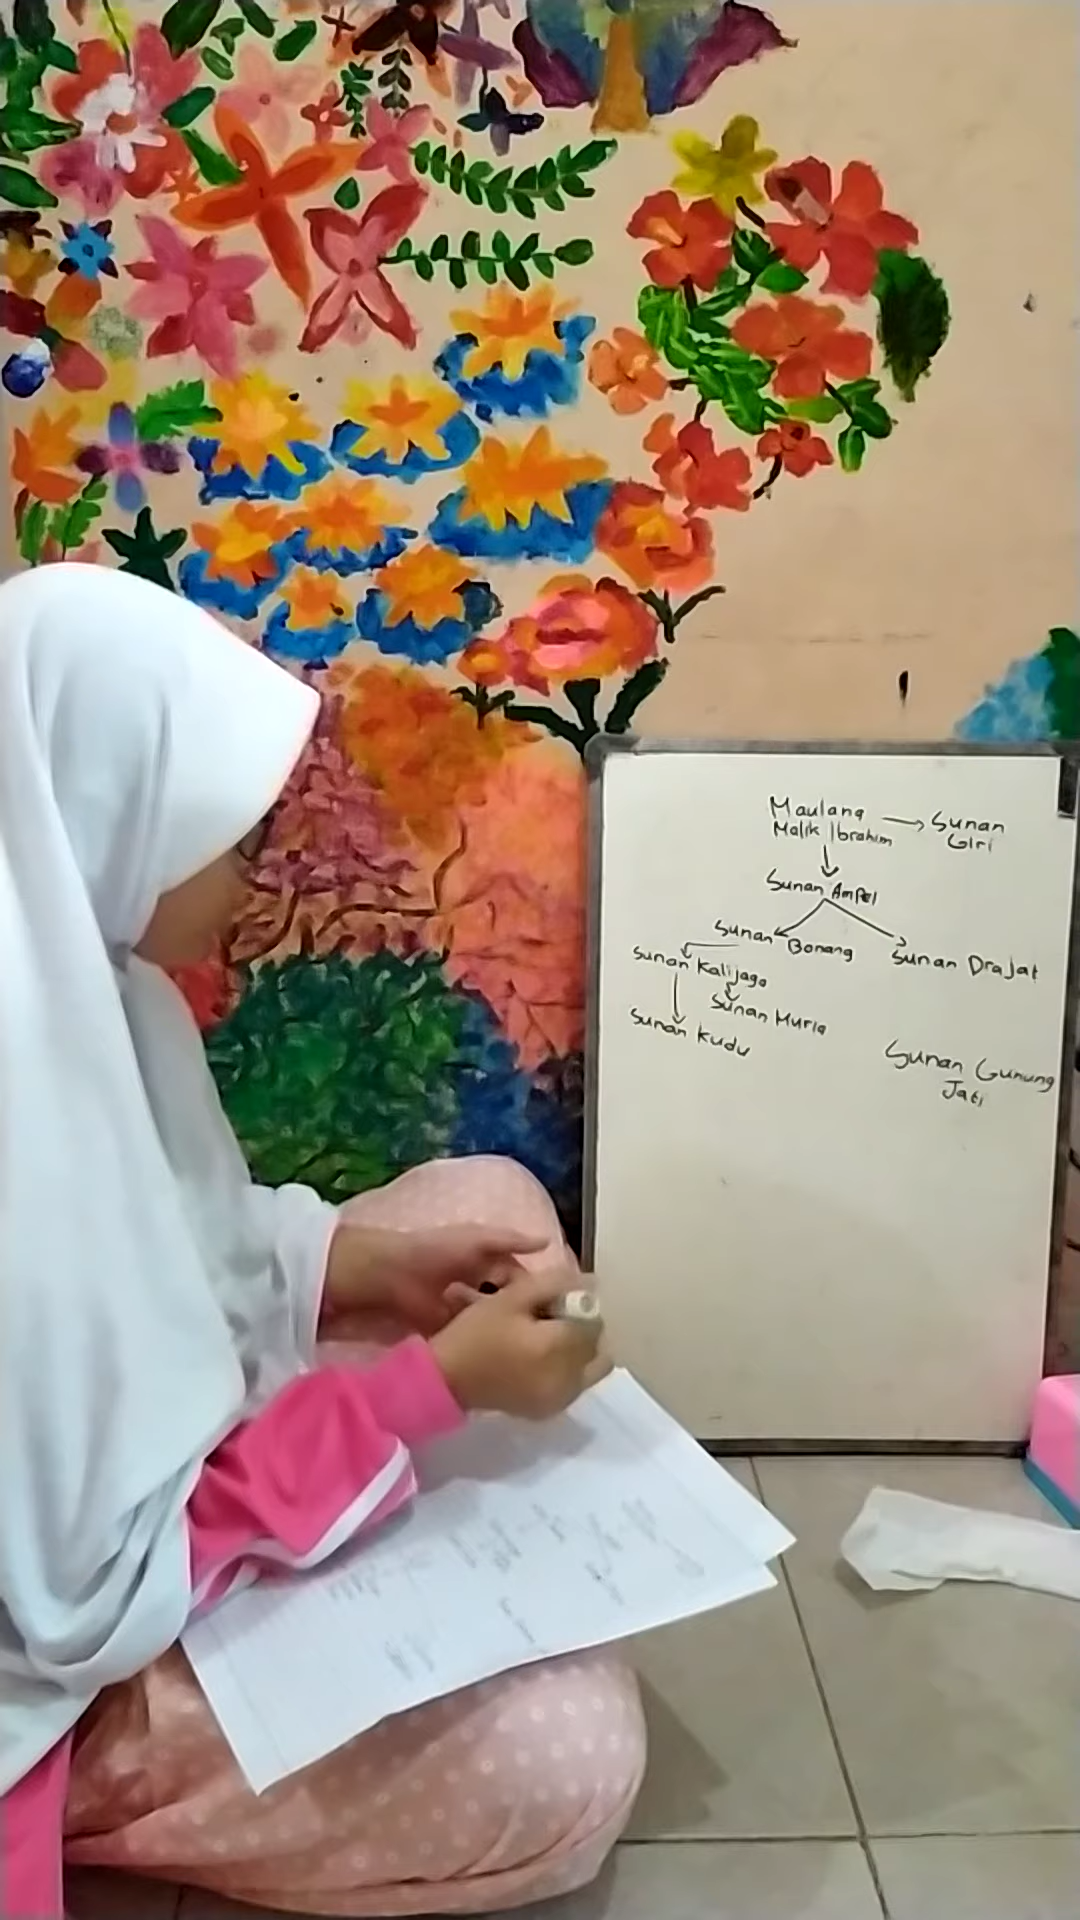 Maulana → Sunan
Malik Ibrahim Giri
Sunan Ampel
Sunan Bonang
Sunan Drajat
Sunan Kalijaga
Sunan Muria
Sunan Kudu
Sunan Gunung
Jati